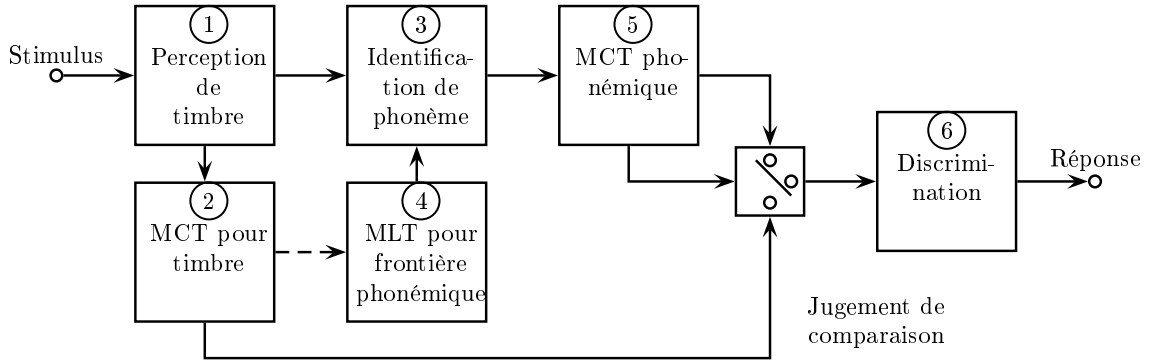 Stimulus
1
Perception
de
timbre
3
Identifica-
tion de
phonème
5
MCT pho-
némique
6
Discrimi-
nation
Réponse
2
MCT pour
timbre
4
MLT pour
frontière
phonémique
Jugement de
comparaison